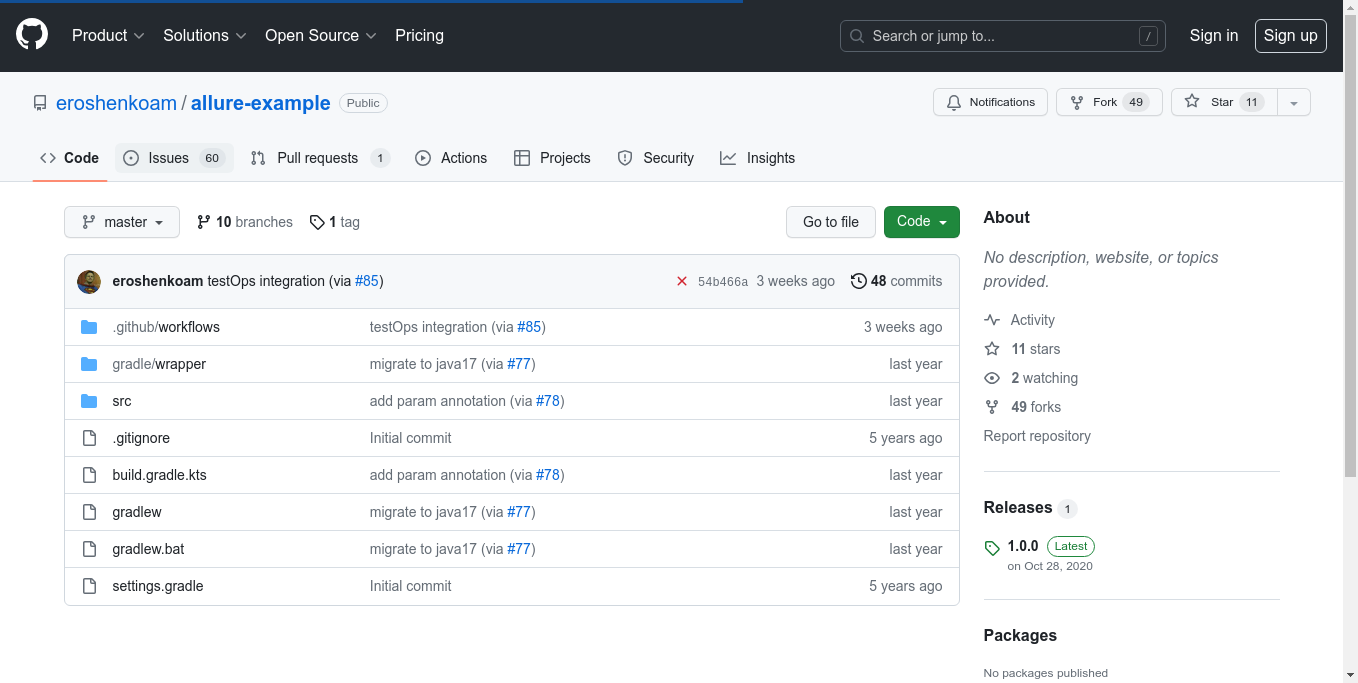 Product Solutions Open Source Pricing Search or jump to... / Sign in Sign up
eroshenkoam / allure-example Public Notifications Fork 49 Star 11
Code Issues 60 Pull requests 1 Actions Projects Security Insights
master 10 branches 1 tag Go to file Code
eroshenkoam testOps integration (via #85) 54b466a 3 weeks ago 48 commits
.github/workflows testOps integration (via #85) 3 weeks ago
gradle/wrapper migrate to java17 (via #77) last year
src add param annotation (via #78) last year
.gitignore Initial commit 5 years ago
build.gradle.kts add param annotation (via #78) last year
gradlew migrate to java17 (via #77) last year
gradlew.bat migrate to java17 (via #77) last year
settings.gradle Initial commit 5 years ago
About
No description, website, or topics
provided.
Activity
11 stars
2 watching
49 forks
Report repository
Releases 1
1.0.0 Latest
on Oct 28, 2020
Packages
No packages published